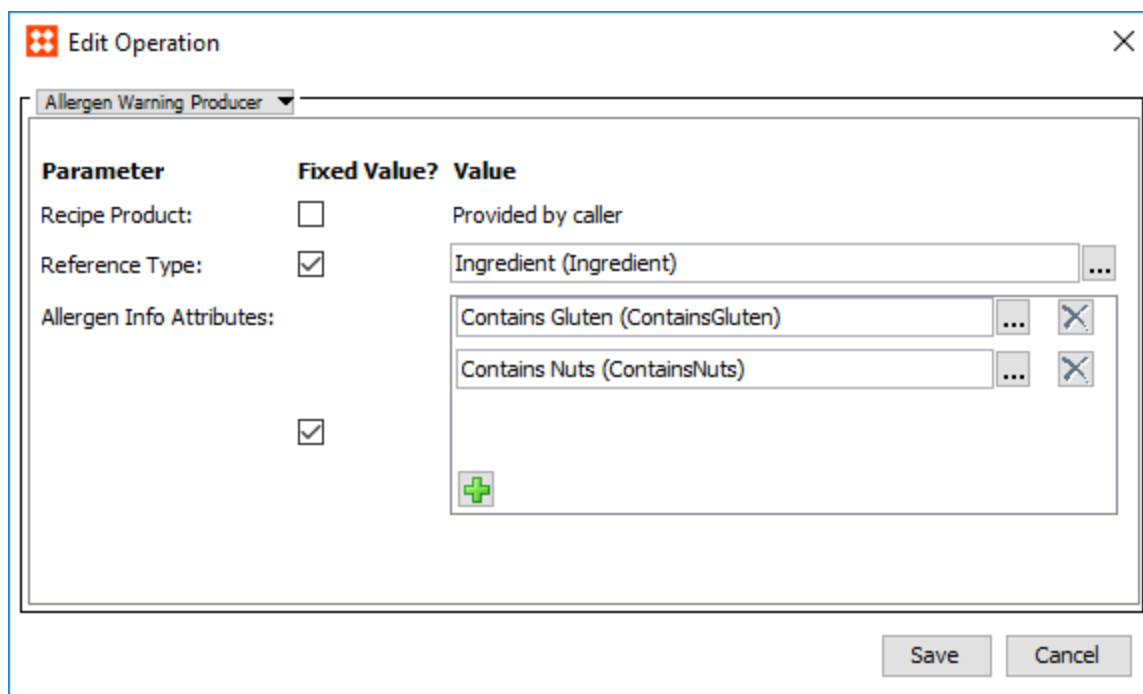 Edit Operation
Allergen Warning Producer
Parameter Fixed Value? Value
Recipe Product: Provided by caller
Reference Type: Ingredient (Ingredient) ...
Allergen Info Attributes: Contains Gluten (ContainsGluten) ...
Contains Nuts (ContainsNuts) ...
Save Cancel